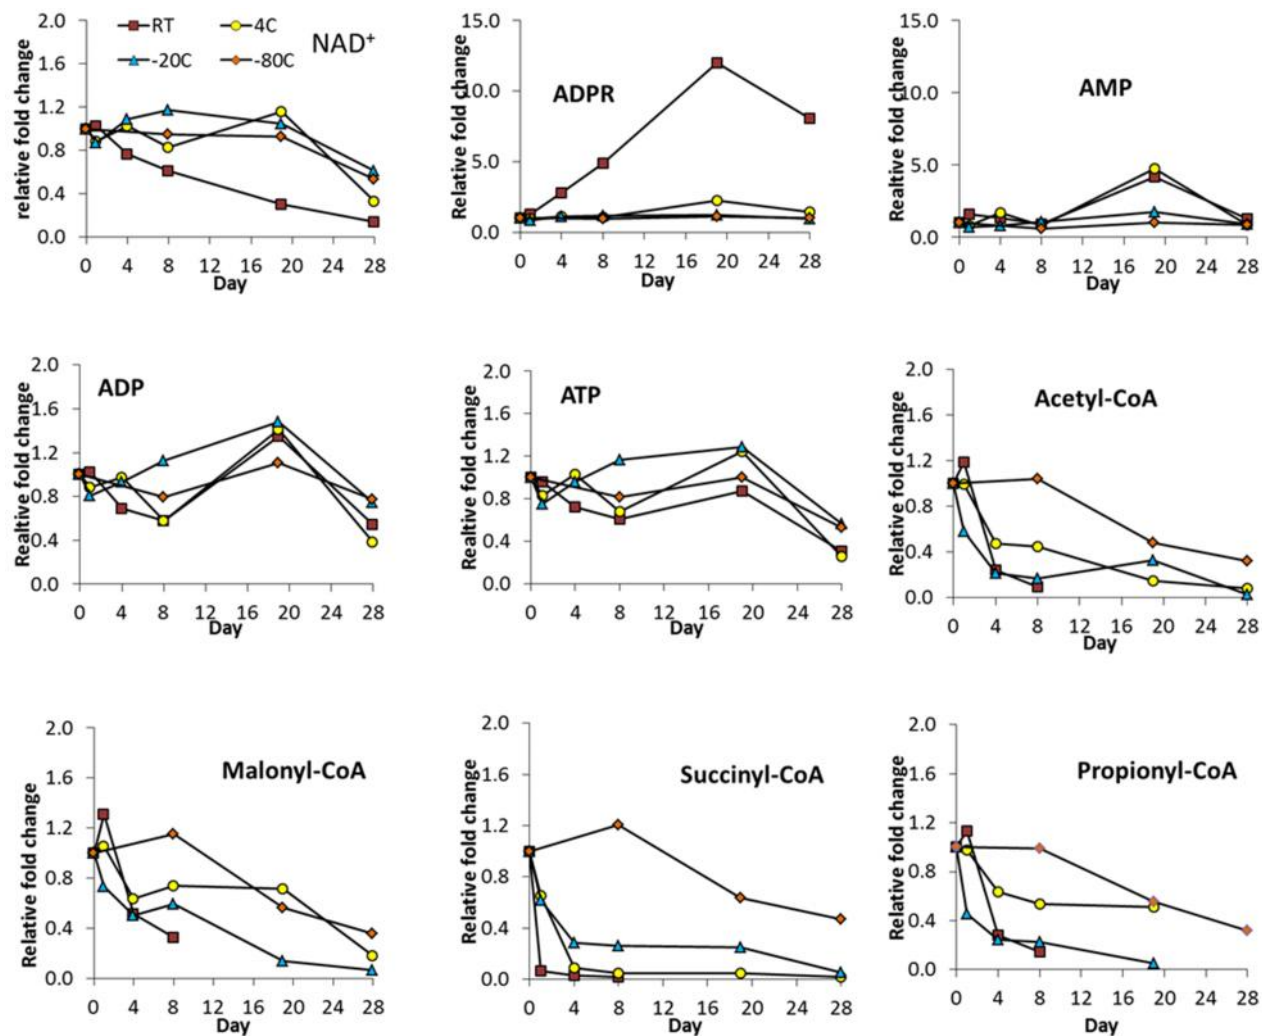 2.0
1.6
1.2
0.8
0.4
0.0
relative fold change
RT 4C
-20C -80C
NAD+
0 4 8 12 16 20 24 28
Day
15.0
10.0
5.0
0.0
Relative fold change
ADPR
0 4 8 12 16 20 24 28
Day
15.0
10.0
5.0
0.0
Realtive fold change
AMP
0 4 8 12 16 20 24 28
Day
2.0
1.6
1.2
0.8
0.4
0.0
Realtive fold change
ADP
0 4 8 12 16 20 24 28
Day
2.0
1.6
1.2
0.8
0.4
0.0
Relative fold change
ATP
0 4 8 12 16 20 24 28
Day
2.0
1.6
1.2
0.8
0.4
0.0
Relative fold change
Acetyl-CoA
0 4 8 12 16 20 24 28
Day
2.0
1.6
1.2
0.8
0.4
0.0
Relative fold change
Malonyl-CoA
0 4 8 12 16 20 24 28
Day
2.0
1.6
1.2
0.8
0.4
0.0
Relative fold change
Succinyl-CoA
0 4 8 12 16 20 24 28
Day
2.0
1.6
1.2
0.8
0.4
0.0
Relative fold change
Propionyl-CoA
0 4 8 12 16 20 24 28
Day